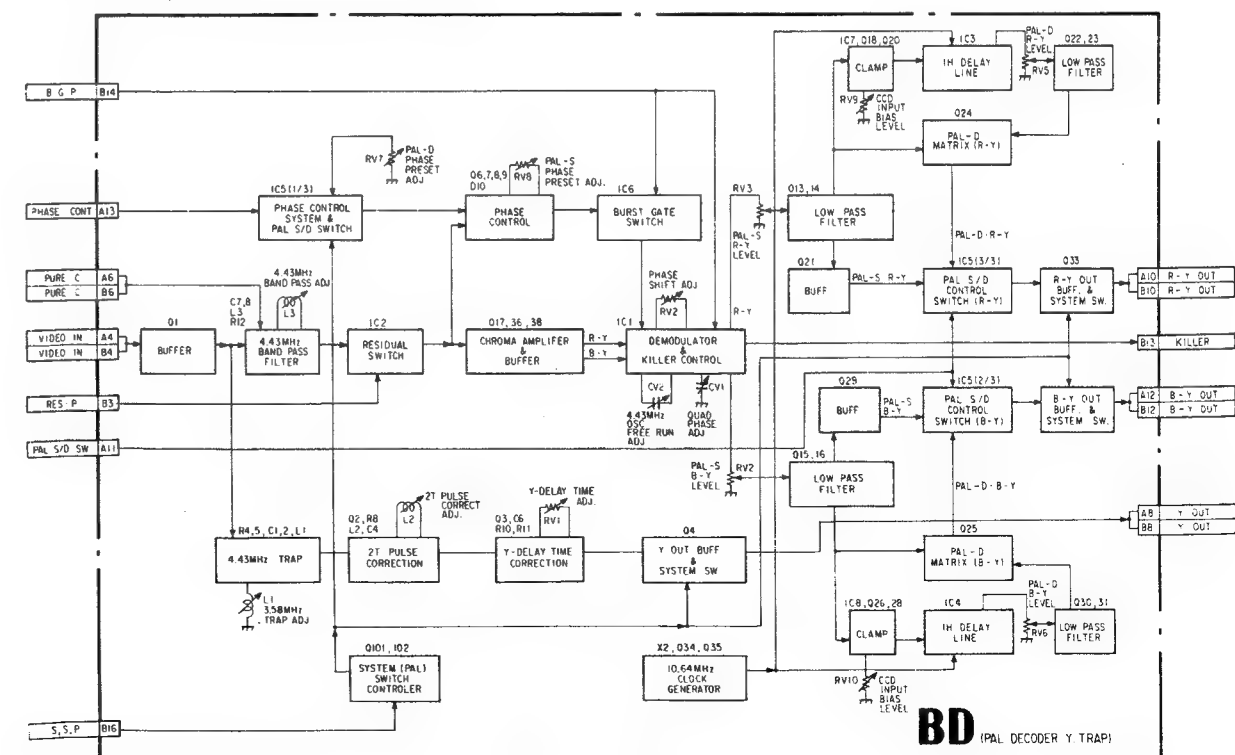 B G P B14
PHASE CONT A13
PURE C A6
PURE C B6
VIDEO IN A4
VIDEO IN B4
RES·P B3
PAL S/D SW A11
S,S,P B16
Q1
BUFFER
C7,8
L3
R12
4.43MHz
BAND PASS ADJ.
L3
4.43MHz
BAND PASS
FILTER
RV7
PAL-D
PHASE
PRESET
ADJ
IC5(1/3)
PHASE CONTROL
SYSTEM &
PAL S/D SWITCH
IC2
RESIDUAL
SWITCH
Q6,7,8,9
D10
PAL-S
PHASE
PRESET ADJ.
RV8
PHASE
CONTROL
IC6
BURST GATE
SWITCH
Q17, 36, 38
CHROMA AMPLIFER
&
BUFFER
R-Y
B-Y
PHASE
SHIFT ADJ
RV2
IC1
DEMODULATOR
&
KILLER CONTROL
R-Y
CV2
4.43MHz
OSC
FREE RUN
ADJ
CV1
QUAD
PHASE ADJ
RV3
PAL-S
R-Y
LEVEL
PAL-S
B-Y
LEVEL
RV2
R4,5, C1,2, L1
4.43MHz TRAP
L1
3.58MHz
TRAP ADJ
Q2, R8
L2, C4
2T PULSE
CORRECT
ADJ.
L2
2T PULSE
CORRECTION
Q3, C6
R10, R11
Y-DELAY TIME
ADJ.
RV1
Y-DELAY TIME
CORRECTION
Q4
Y OUT BUFF
&
SYSTEM SW
Q101, 102
SYSTEM (PAL)
SWITCH
CONTROLER
X2, Q34, Q35
10.64MHz
CLOCK
GENERATOR
IC7, Q18, Q20
CLAMP
RV9
CCD
INPUT
BIAS
LEVEL
IC3
1H DELAY
LINE
PAL-D
R-Y
LEVEL
RV5
Q22, 23
LOW PASS
FILTER
Q24
PAL-D
MATRIX (R-Y)
Q13, 14
LOW PASS
FILTER
PAL-D·R-Y
Q21
BUFF
PAL-S R-Y
IC5(3/3)
PAL S/D
CONTROL
SWITCH (R-Y)
Q33
R-Y OUT
BUFF. &
SYSTEM SW.
Q29
BUFF
PAL-S
B-Y
IC5(2/3)
PAL S/D
CONTROL
SWITCH (B-Y)
B-Y OUT
BUFF. &
SYSTEM SW.
Q15, 16
LOW PASS
FILTER
PAL-D·B-Y
Q25
PAL-D
MATRIX (B-Y)
IC8, Q26, 28
CLAMP
RV10
CCD
INPUT
BIAS
LEVEL
IC4
1H DELAY
LINE
PAL-D
B-Y
LEVEL
RV6
Q30, 31
LOW PASS
FILTER
A10 R-Y OUT
B10 R-Y OUT
B13 KILLER
A12 B-Y OUT
B12 B-Y OUT
A8 Y OUT
B8 Y OUT
BD (PAL DECODER Y. TRAP)